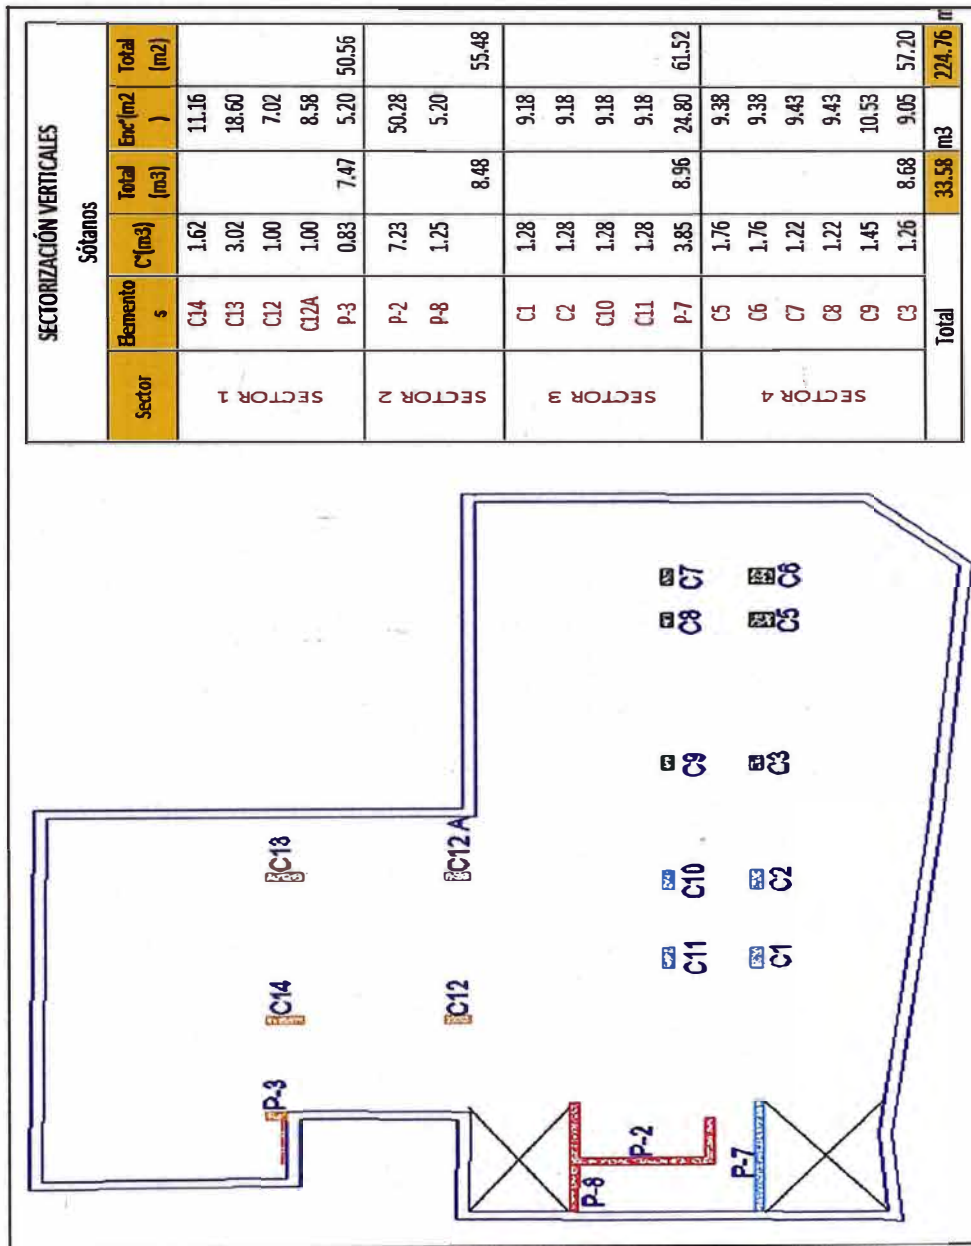 SECTORIZACIÓN VERTICALES
Sótanos
Sector Elemento s C°(m3) Total (m3) Enc°(m2 ) Total (m2)
SECTOR 1
C14 1.62 11.16
C13 3.02 18.60
C12 1.00 7.02
C12A 1.00 8.58
P-3 0.83 7.47 5.20 50.56
SECTOR 2
P-2 7.23 50.28
P-8 1.25 8.48 5.20 55.48
SECTOR 3
C1 1.28 9.18
C2 1.28 9.18
C10 1.28 9.18
C11 1.28 9.18
P-7 3.85 8.96 24.80 61.52
SECTOR 4
C5 1.76 9.38
C6 1.76 9.38
C7 1.22 9.43
C8 1.22 9.43
C9 1.45 10.53
C3 1.26 8.68 9.05 57.20
Total 33.58 m3 224.76 m
P-3
C14
C13
C12
C12 A
P-8
P-2
P-7
C11
C10
C9
C8
C7
C1
C2
C3
C5
C6